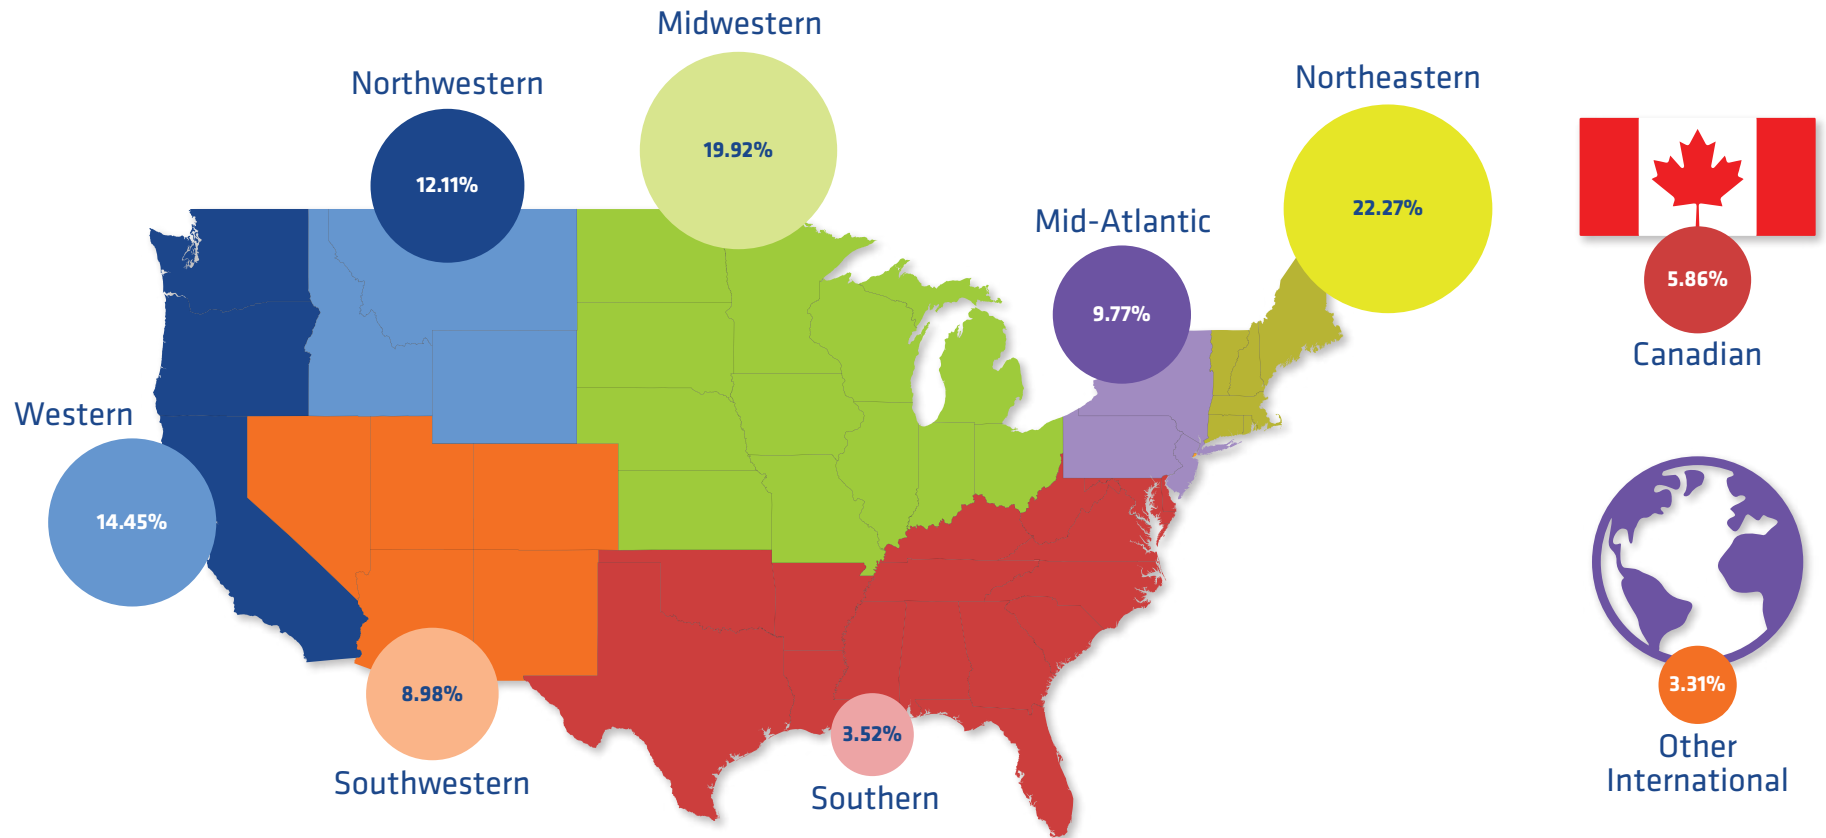 Midwestern
19.92%
Northwestern
12.11%
Northeastern
22.27%
Mid-Atlantic
9.77%
5.86%
Canadian
Western
14.45%
8.98%
Southwestern
3.52%
Southern
3.31%
Other
International